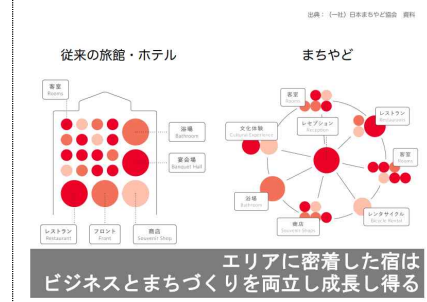 出典：（一社）日本まちやど協会　資料
従来の旅館・ホテル
まちやど
客室
Rooms
浴場
Bathroom
宴会場
Banquet Hall
レストラン
Restaurant
フロント
Front
商店
Souvenir Shop
客室
Rooms
レストラン
Restaurant
文化体験
Cultural Experience
レセプション
Reception
客室
Rooms
浴場
Bathroom
商店
Souvenir Shops
レンタサイクル
Bicycle Rental
エリアに密着した宿は
ビジネスとまちづくりを両立し成長し得る